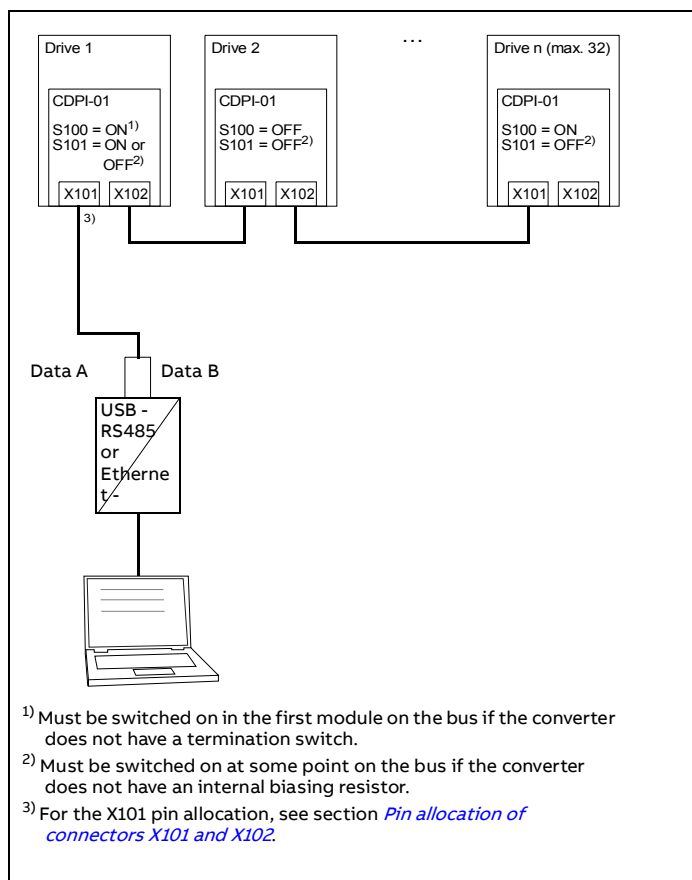 Drive 1
Drive 2
...
Drive n (max. 32)
CDPI-01
S100 = ON1)
S101 = ON or
OFF2)
X101 X102
3)
CDPI-01
S100 = OFF
S101 = OFF2)
X101 X102
CDPI-01
S100 = ON
S101 = OFF2)
X101 X102
Data A
Data B
USB -
RS485
or
Etherne
t -
1) Must be switched on in the first module on the bus if the converter
does not have a termination switch.
2) Must be switched on at some point on the bus if the converter
does not have an internal biasing resistor.
3) For the X101 pin allocation, see section Pin allocation of
connectors X101 and X102.